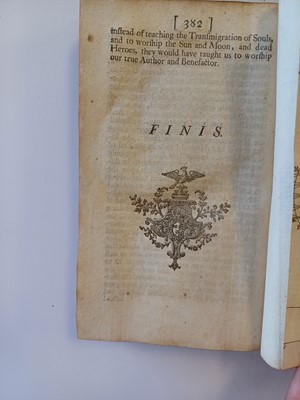 [ 382 ]
instead of teaching the Transmigration of Souls,
and to worship the Sun and Moon, and dead
Heroes, they would have taught us to worship
our true Author and Benefactor.
FINIS.